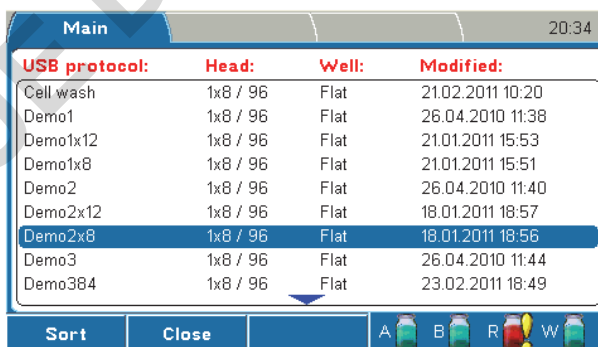 Main 20:34
USB protocol: Head: Well: Modified:
Cell wash 1x8 / 96 Flat 21.02.2011 10:20
Demo1 1x8 / 96 Flat 26.04.2010 11:38
Demo1x12 1x8 / 96 Flat 21.01.2011 15:53
Demo1x8 1x8 / 96 Flat 21.01.2011 15:51
Demo2 1x8 / 96 Flat 26.04.2010 11:40
Demo2x12 1x8 / 96 Flat 18.01.2011 18:57
Demo2x8 1x8 / 96 Flat 18.01.2011 18:56
Demo3 1x8 / 96 Flat 26.04.2010 11:44
Demo384 1x8 / 96 Flat 23.02.2011 18:49
Sort Close A B R ! W